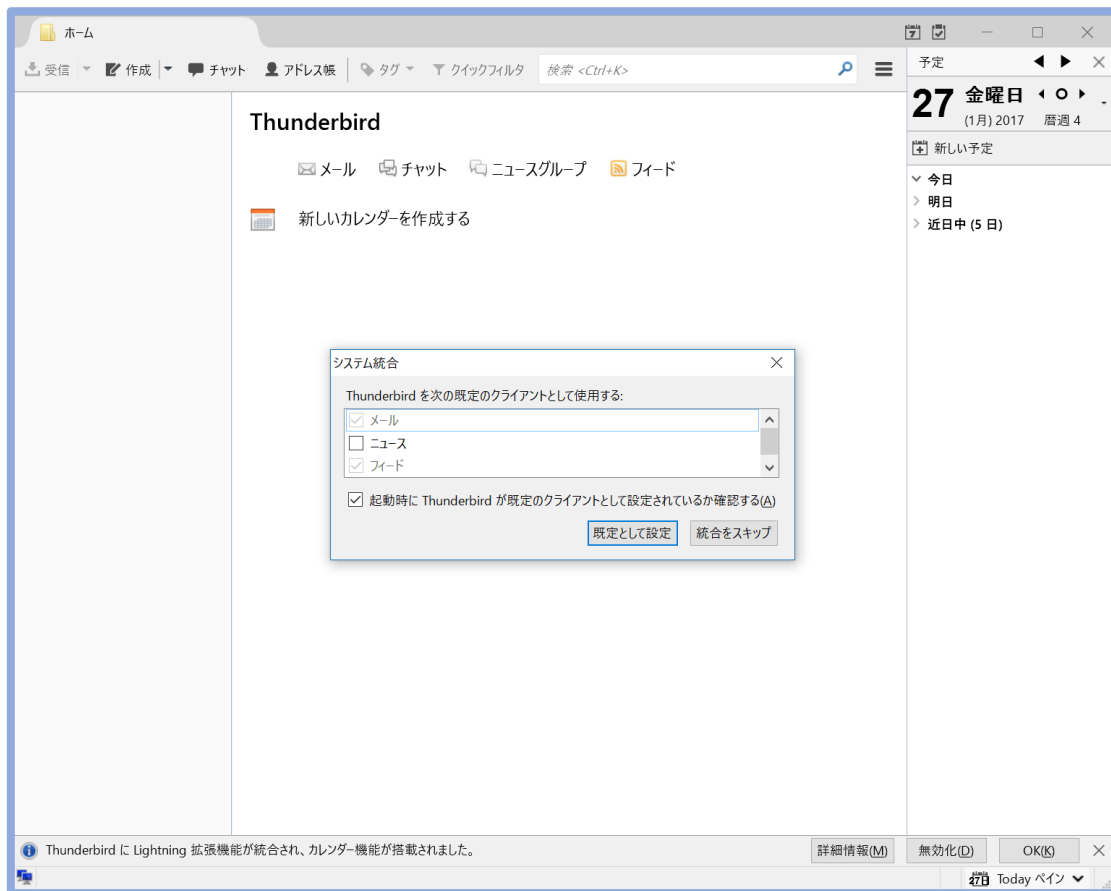 ホーム
受信 作成 チャット アドレス帳 タグ クイックフィルタ 検索 <Ctrl+K>
Thunderbird
メール チャット ニュースグループ フィード
新しいカレンダーを作成する
システム統合
Thunderbird を次の既定のクライアントとして使用する:
メール
ニュース
フィード
起動時に Thunderbird が既定のクライアントとして設定されているか確認する(A)
既定として設定 統合をスキップ
予定
27 金曜日
(1月) 2017 暦週 4
新しい予定
今日
明日
近日中 (5 日)
Thunderbird に Lightning 拡張機能が統合され、カレンダー機能が搭載されました。 詳細情報(M) 無効化(D) OK(K)
27日 Today ペイン